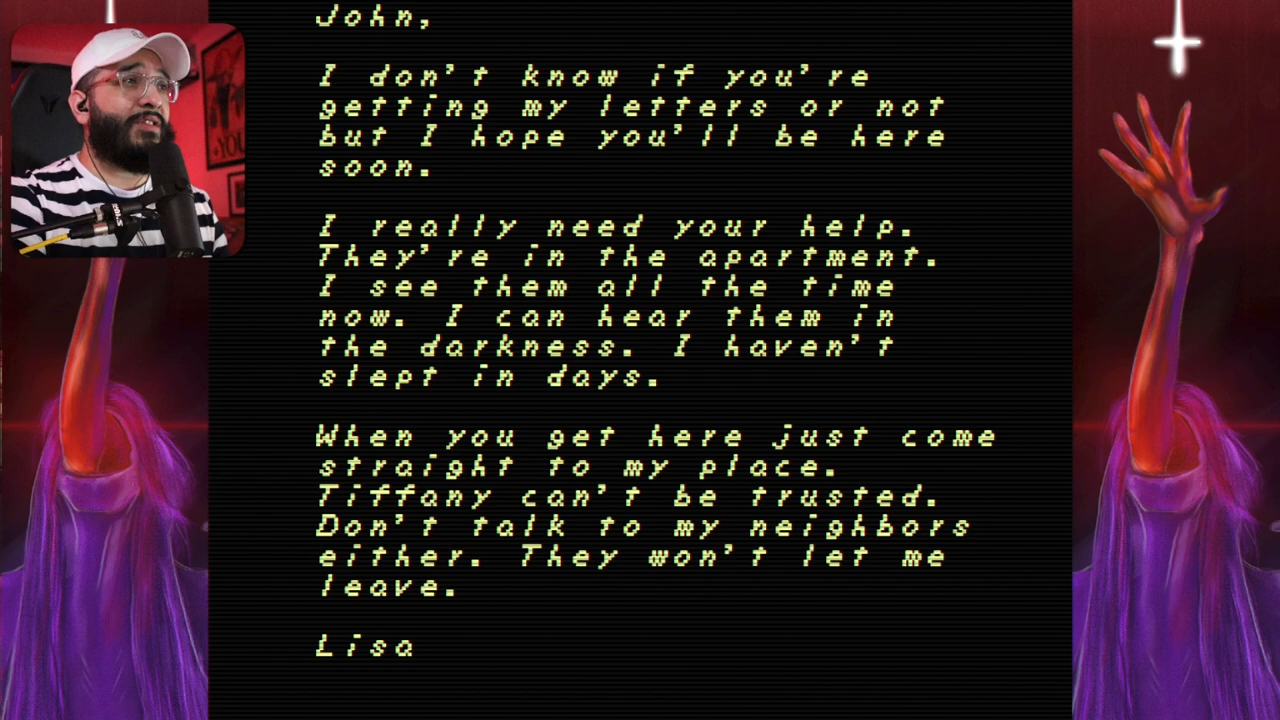 John,
I don't know if you're
getting my letters or not
but I hope you'll be here
soon.
I really need your help.
They're in the apartment.
I see them all the time
now. I can hear them in
the darkness. I haven't
slept in days.
When you get here just come
straight to my place.
Tiffany can't be trusted.
Don't talk to my neighbors
either. They won't let me
leave.
Lisa
YOU